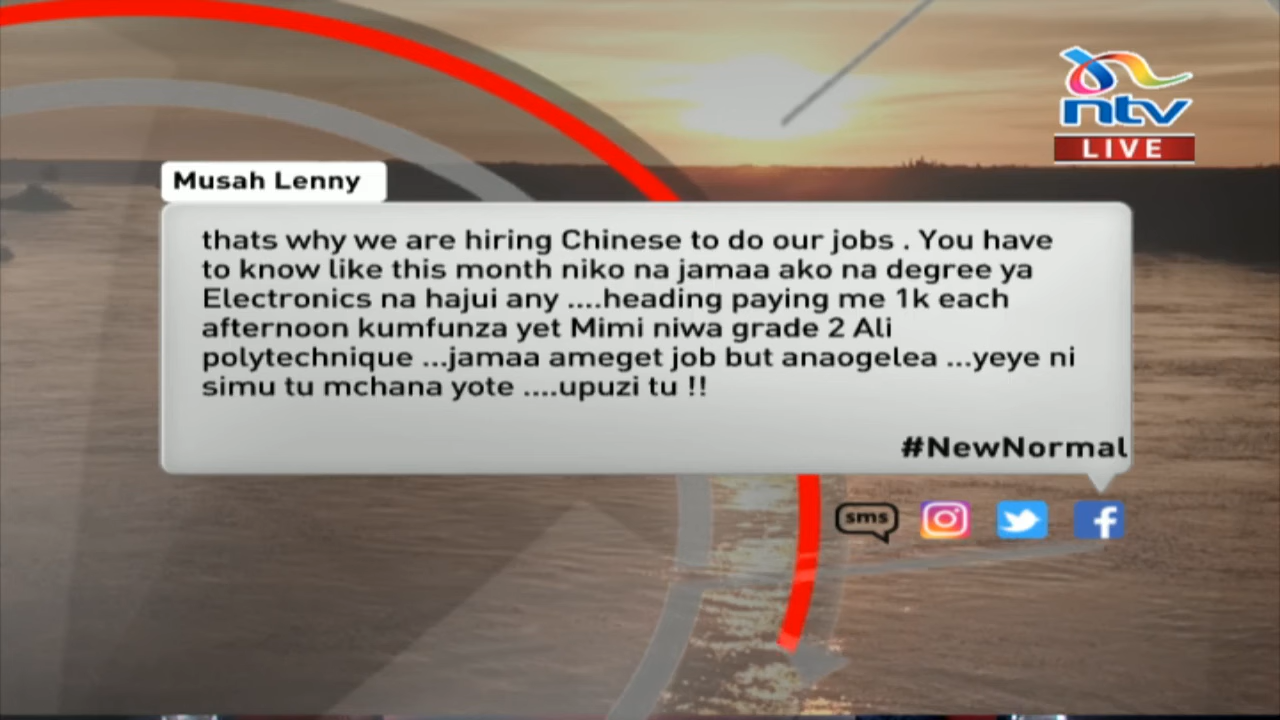 ntv
LIVE
Musah Lenny
thats why we are hiring Chinese to do our jobs . You have
to know like this month niko na jamaa ako na degree ya
Electronics na hajui any ....heading paying me 1k each
afternoon kumfunza yet Mimi niwa grade 2 Ali
polytechnique ...jamaa ameget job but anaogelea ...yeye ni
simu tu mchana yote ....upuzi tu !!
#NewNormal
sms